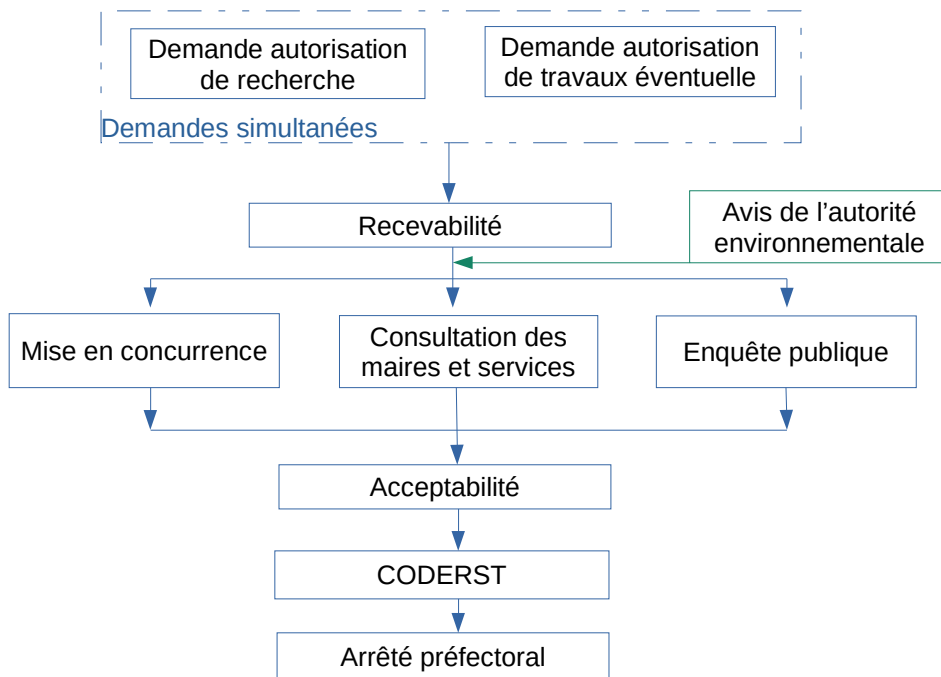 Demande autorisation
de recherche
Demande autorisation
de travaux éventuelle
Demandes simultanées
Recevabilité
Avis de l’autorité
environnementale
Mise en concurrence
Consultation des
maires et services
Enquête publique
Acceptabilité
CODERST
Arrêté préfectoral